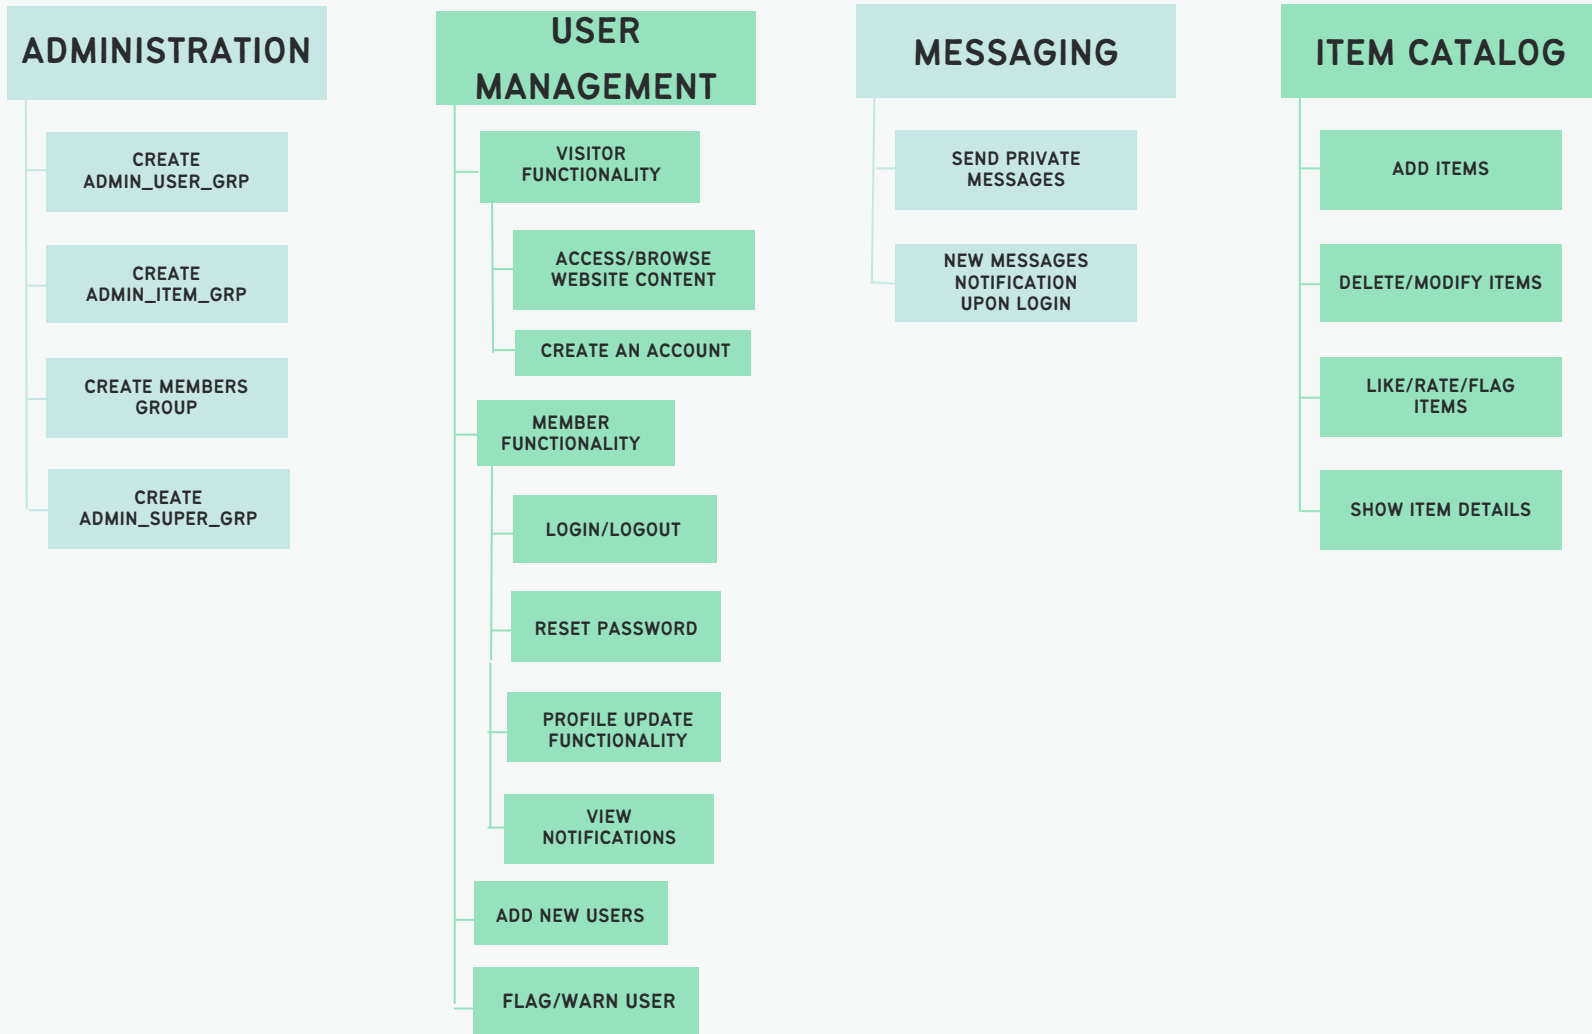 ADMINISTRATION
CREATE
ADMIN_USER_GRP
CREATE
ADMIN_ITEM_GRP
CREATE MEMBERS
GROUP
CREATE
ADMIN_SUPER_GRP
USER
MANAGEMENT
VISITOR
FUNCTIONALITY
ACCESS/BROWSE
WEBSITE CONTENT
CREATE AN ACCOUNT
MEMBER
FUNCTIONALITY
LOGIN/LOGOUT
RESET PASSWORD
PROFILE UPDATE
FUNCTIONALITY
VIEW
NOTIFICATIONS
ADD NEW USERS
FLAG/WARN USER
MESSAGING
SEND PRIVATE
MESSAGES
NEW MESSAGES
NOTIFICATION
UPON LOGIN
ITEM CATALOG
ADD ITEMS
DELETE/MODIFY ITEMS
LIKE/RATE/FLAG
ITEMS
SHOW ITEM DETAILS